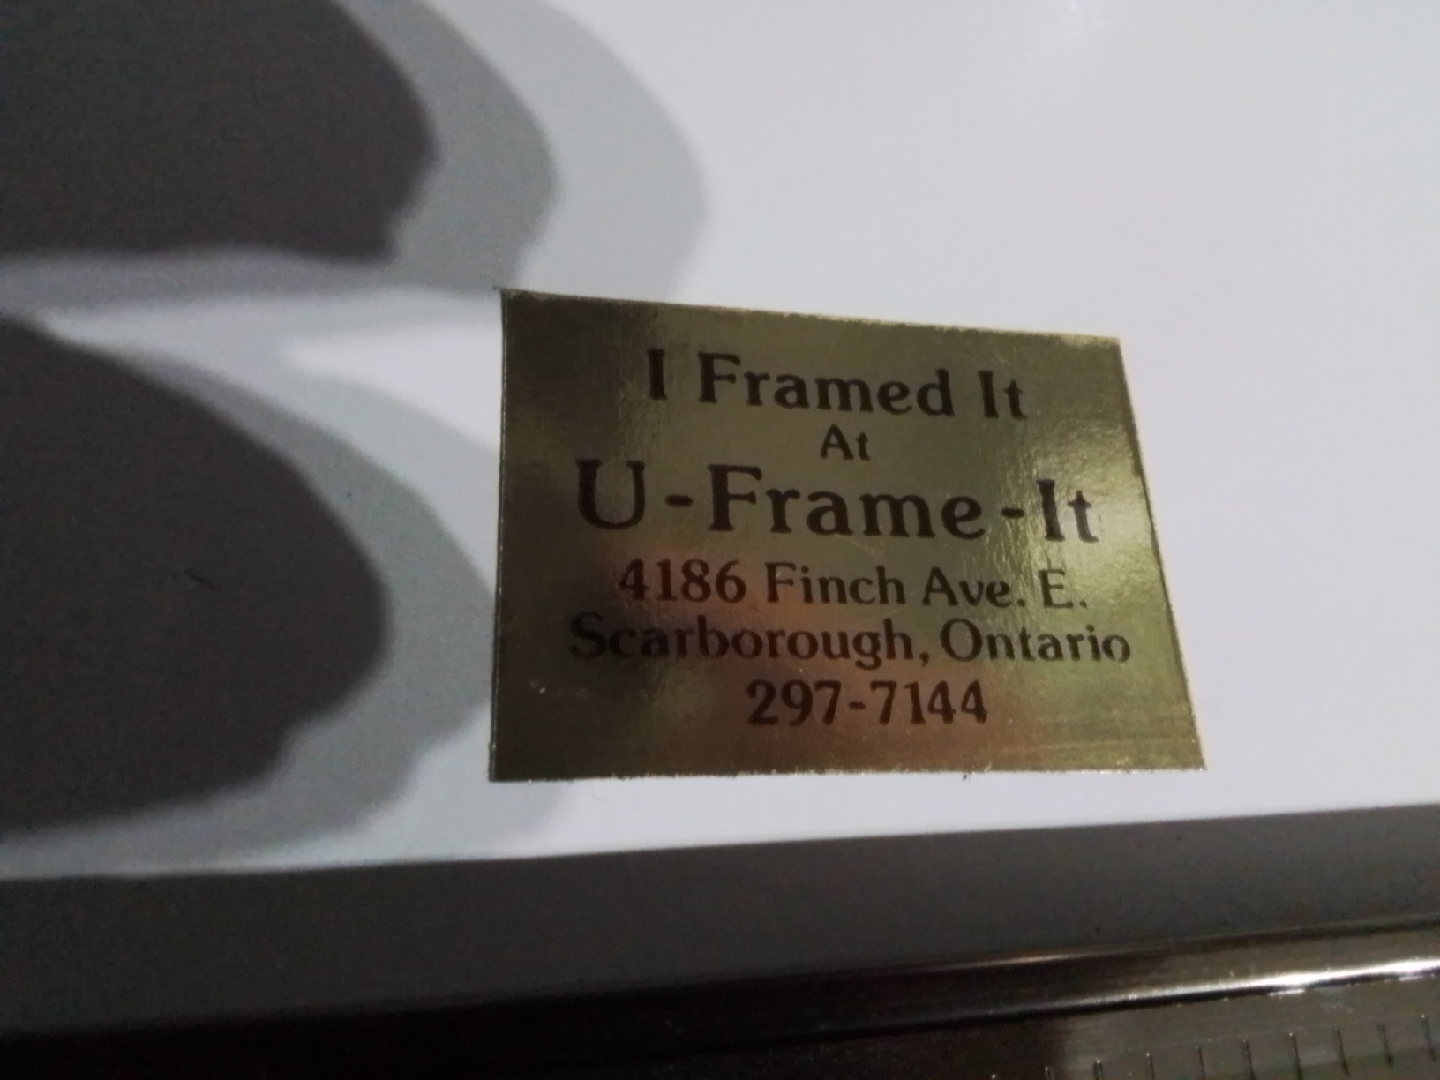 I Framed It
At
U-Frame-It
4186 Finch Ave. E.
Scarborough, Ontario
297-7144